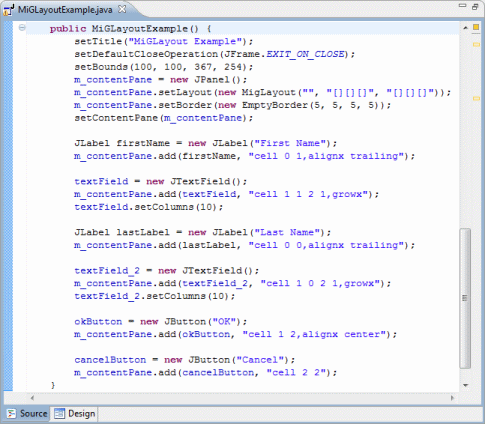 MiGLayoutExample.java
public MiGLayoutExample() {
setTitle("MiGLayout Example");
setDefaultCloseOperation(JFrame.EXIT_ON_CLOSE);
setBounds(100, 100, 367, 254);
m_contentPane = new JPanel();
m_contentPane.setLayout(new MigLayout("", "[][][]", "[][][]"));
m_contentPane.setBorder(new EmptyBorder(5, 5, 5, 5));
setContentPane(m_contentPane);
JLabel firstName = new JLabel("First Name");
m_contentPane.add(firstName, "cell 0 1,alignx trailing");
textField = new JTextField();
m_contentPane.add(textField, "cell 1 1 2 1,growx");
textField.setColumns(10);
JLabel lastLabel = new JLabel("Last Name");
m_contentPane.add(lastLabel, "cell 0 0,alignx trailing");
textField_2 = new JTextField();
m_contentPane.add(textField_2, "cell 1 0 2 1,growx");
textField_2.setColumns(10);
okButton = new JButton("OK");
m_contentPane.add(okButton, "cell 1 2,alignx center");
cancelButton = new JButton("Cancel");
m_contentPane.add(cancelButton, "cell 2 2");
}
Source Design